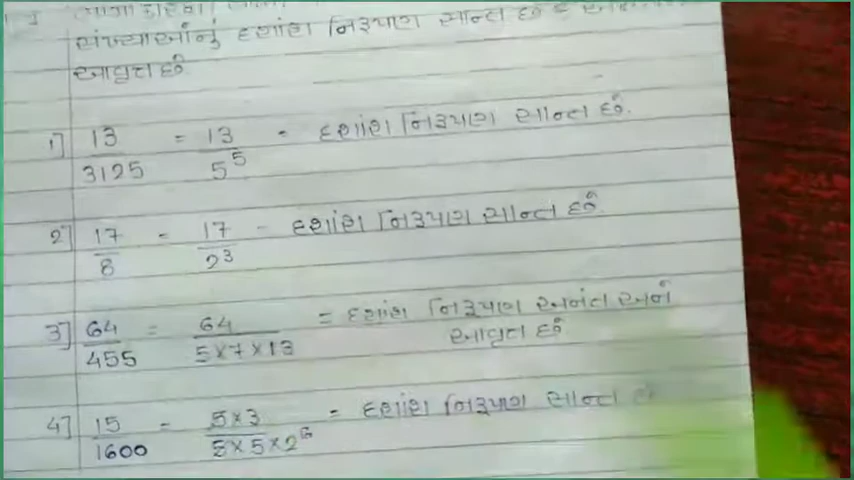 સંખ્યાઓનું દશાંશ નિરૂપણ સાન્ત છે કે
આવૃત્ત છે.
1] 13/3125 = 13/5^5 - દશાંશ નિરૂપણ સાન્ત છે.
2] 17/8 = 17/2^3 - દશાંશ નિરૂપણ સાન્ત છે.
3] 64/455 = 64/5×7×13 = દશાંશ નિરૂપણ અનંત અને
આવૃત છે.
4] 15/1600 = 5×3/5×5×2^6 = દશાંશ નિરૂપણ સાન્ત